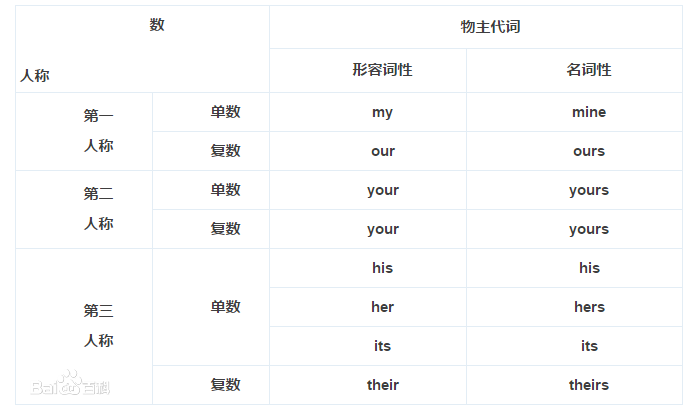 数 物主代词
人称 形容词性 名词性
第一
人称
单数 my mine
复数 our ours
第二
人称
单数 your yours
复数 your yours
第三
人称
单数
his his
her hers
its its
复数 their theirs
Bai百科